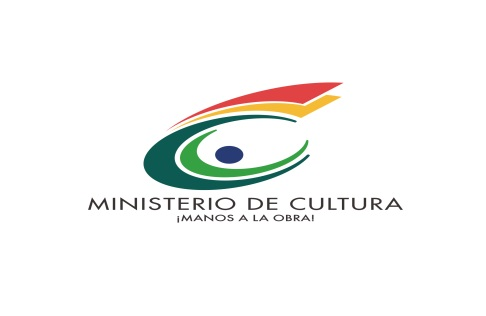 MINISTERIO DE CULTURA
¡MANOS A LA OBRA!